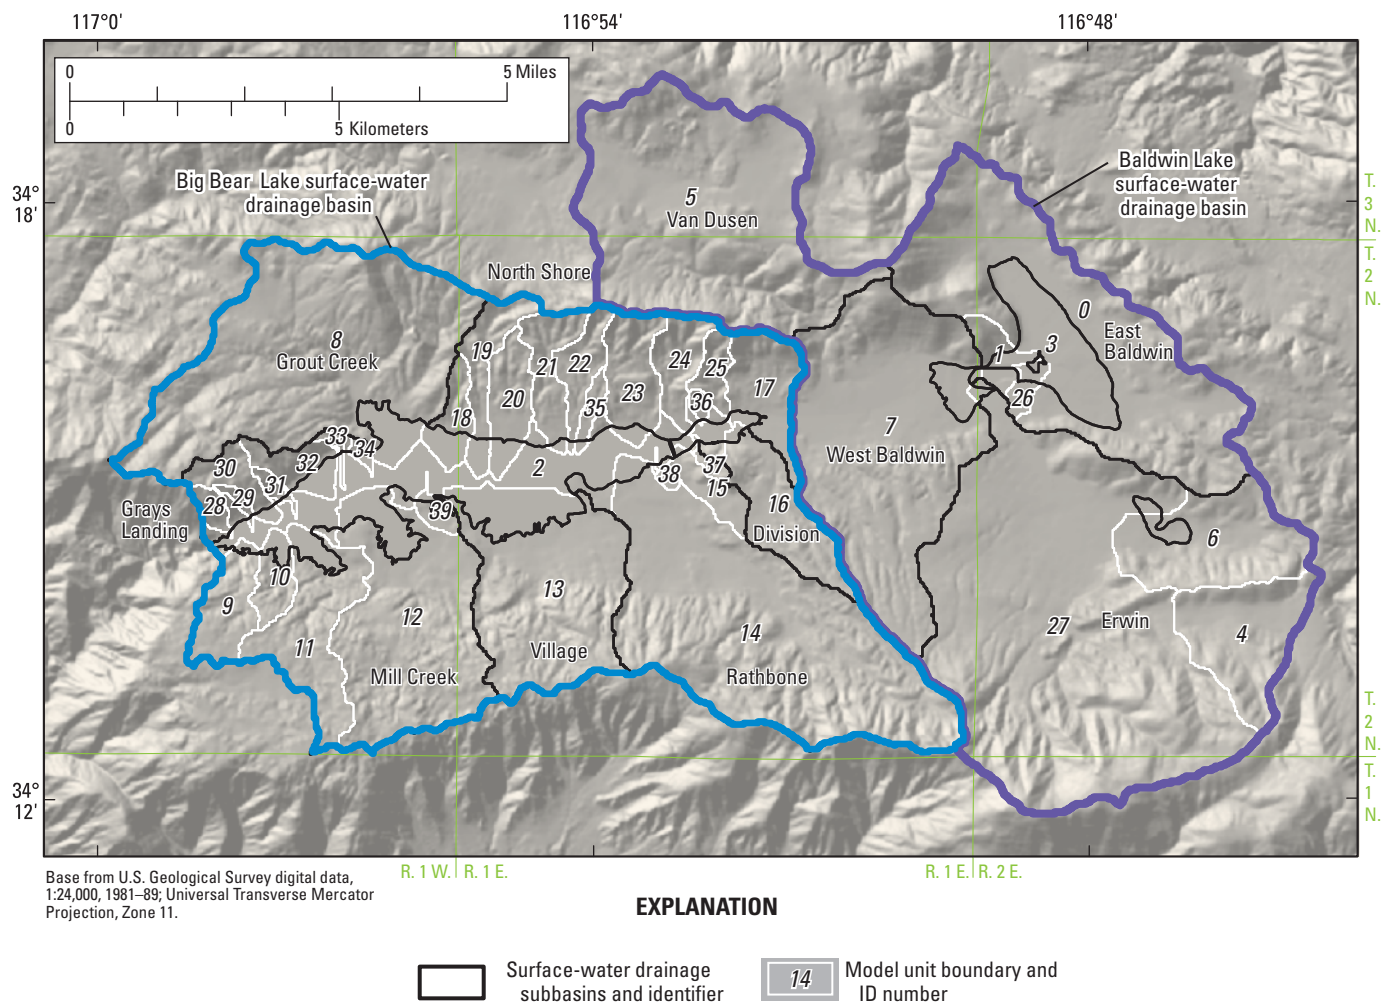 117°0'
116°54'
116°48'
0
5 Miles
0
5 Kilometers
34°
18'
34°
12'
Big Bear Lake surface-water
drainage basin
Baldwin Lake
surface-water
drainage basin
T.
3
N.
T.
2
N.
T.
2
N.
T.
1
N.
5
Van Dusen
North Shore
0
East
Baldwin
8
Grout Creek
19
21
22
24
25
1
3
20
35
23
36
17
26
18
7
West Baldwin
33
34
30
32
2
38
37
31
15
28
29
39
16
Division
Grays
Landing
6
10
9
12
13
14
27
Erwin
4
11
Mill Creek
Village
Rathbone
R. 1 W.
R. 1 E.
R. 1 E.
R. 2 E.
Base from U.S. Geological Survey digital data,
1:24,000, 1981–89; Universal Transverse Mercator
Projection, Zone 11.
EXPLANATION
Surface-water drainage
subbasins and identifier
14
Model unit boundary and
ID number